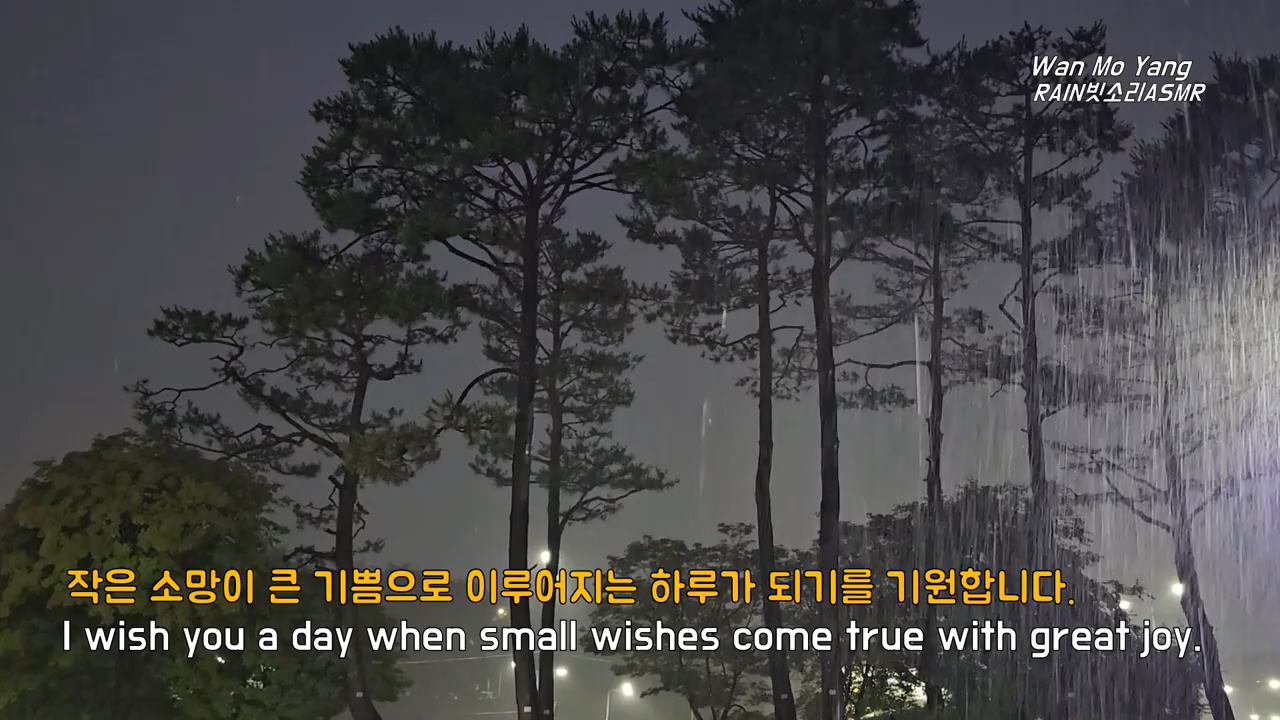 Wan Mo Yang
RAIN빗소리ASMR
작은 소망이 큰 기쁨으로 이루어지는 하루가 되기를 기원합니다.
I wish you a day when small wishes come true with great joy.